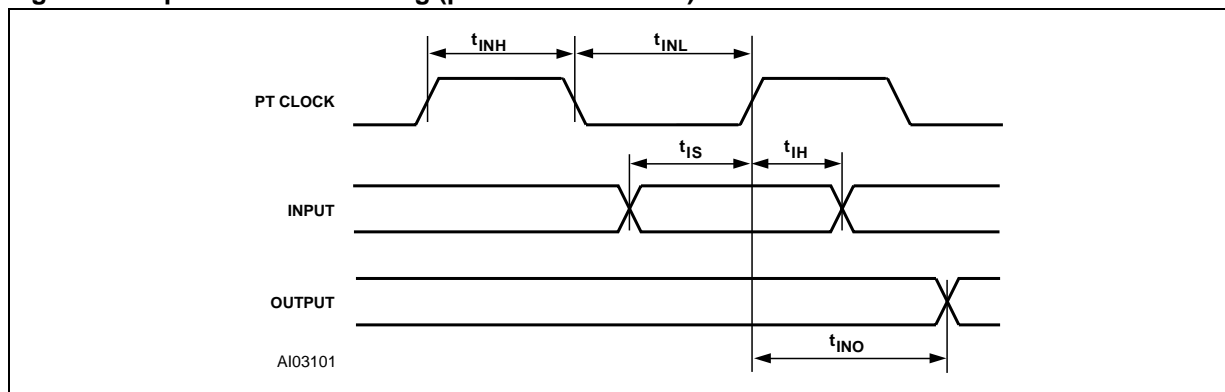 tINH tINL
PT CLOCK
tIS tIH
INPUT
OUTPUT
tINO
AI03101